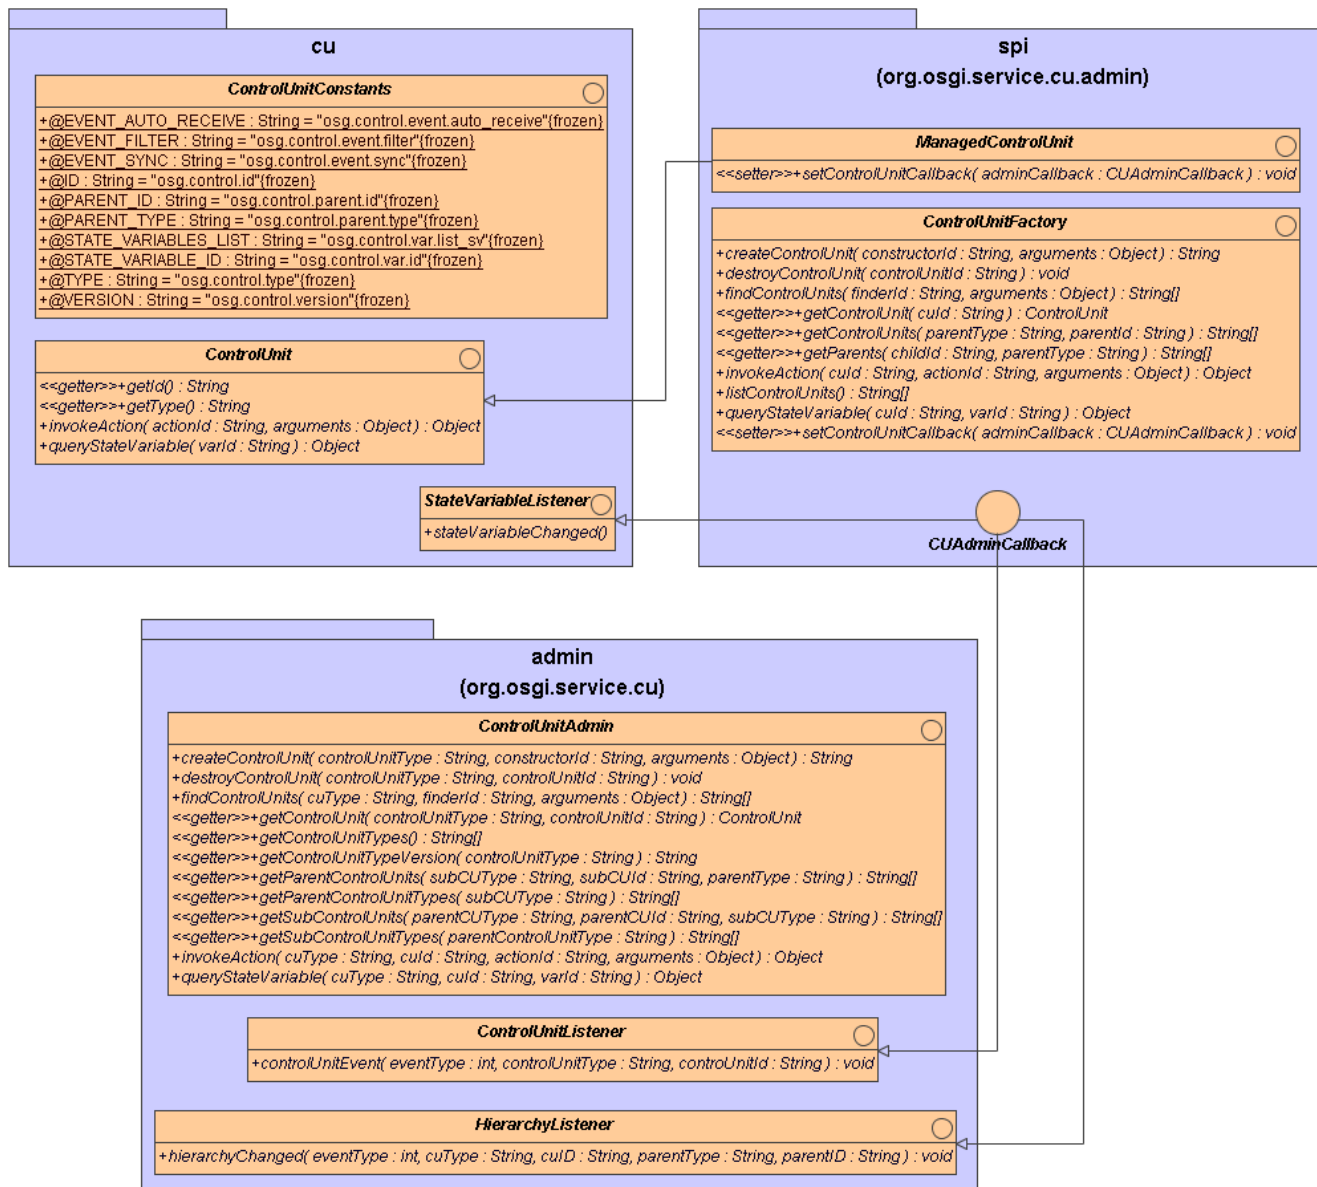 cu
ControlUnitConstants
+@EVENT_AUTO_RECEIVE : String = "osg.control.event.auto_receive"{frozen}
+@EVENT_FILTER : String = "osg.control.event.filter"{frozen}
+@EVENT_SYNC : String = "osg.control.event.sync"{frozen}
+@ID : String = "osg.control.id"{frozen}
+@PARENT_ID : String = "osg.control.parent.id"{frozen}
+@PARENT_TYPE : String = "osg.control.parent.type"{frozen}
+@STATE_VARIABLES_LIST : String = "osg.control.var.list_sv"{frozen}
+@STATE_VARIABLE_ID : String = "osg.control.var.id"{frozen}
+@TYPE : String = "osg.control.type"{frozen}
+@VERSION : String = "osg.control.version"{frozen}
ControlUnit
<<getter>>+getId() : String
<<getter>>+getType() : String
+invokeAction( actionId : String, arguments : Object ) : Object
+queryStateVariable( varId : String ) : Object
StateVariableListener
+stateVariableChanged()
spi
(org.osgi.service.cu.admin)
ManagedControlUnit
<<setter>>+setControlUnitCallback( adminCallback : CUAdminCallback ) : void
ControlUnitFactory
+createControlUnit( constructorId : String, arguments : Object ) : String
+destroyControlUnit( controlUnitId : String ) : void
+findControlUnits( finderId : String, arguments : Object ) : String[]
<<getter>>+getControlUnit( cuId : String ) : ControlUnit
<<getter>>+getControlUnits( parentType : String, parentId : String ) : String[]
<<getter>>+getParents( childId : String, parentType : String ) : String[]
+invokeAction( cuId : String, actionId : String, arguments : Object ) : Object
+listControlUnits() : String[]
+queryStateVariable( cuId : String, varId : String ) : Object
<<setter>>+setControlUnitCallback( adminCallback : CUAdminCallback ) : void
CUAdminCallback
admin
(org.osgi.service.cu)
ControlUnitAdmin
+createControlUnit( controlUnitType : String, constructorId : String, arguments : Object ) : String
+destroyControlUnit( controlUnitType : String, controlUnitId : String ) : void
+findControlUnits( cuType : String, finderId : String, arguments : Object ) : String[]
<<getter>>+getControlUnit( controlUnitType : String, controlUnitId : String ) : ControlUnit
<<getter>>+getControlUnitTypes() : String[]
<<getter>>+getControlUnitTypeVersion( controlUnitType : String ) : String
<<getter>>+getParentControlUnits( subCUType : String, subCUId : String, parentType : String ) : String[]
<<getter>>+getParentControlUnitTypes( subCUType : String ) : String[]
<<getter>>+getSubControlUnits( parentCUType : String, parentCUId : String, subCUType : String ) : String[]
<<getter>>+getSubControlUnitTypes( parentControlUnitType : String ) : String[]
+invokeAction( cuType : String, cuId : String, actionId : String, arguments : Object ) : Object
+queryStateVariable( cuType : String, cuId : String, varId : String ) : Object
ControlUnitListener
+controlUnitEvent( eventType : int, controlUnitType : String, controUnitId : String ) : void
HierarchyListener
+hierarchyChanged( eventType : int, cuType : String, cuID : String, parentType : String, parentID : String ) : void